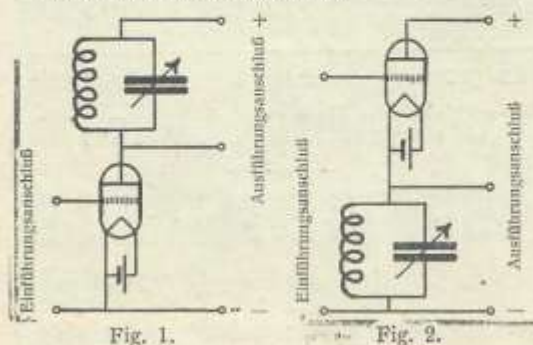 +
Einführungsanschluß
Ausführungsanschluß
−
Fig. 1.
+
Einführungsanschluß
Ausführungsanschluß
−
Fig. 2.